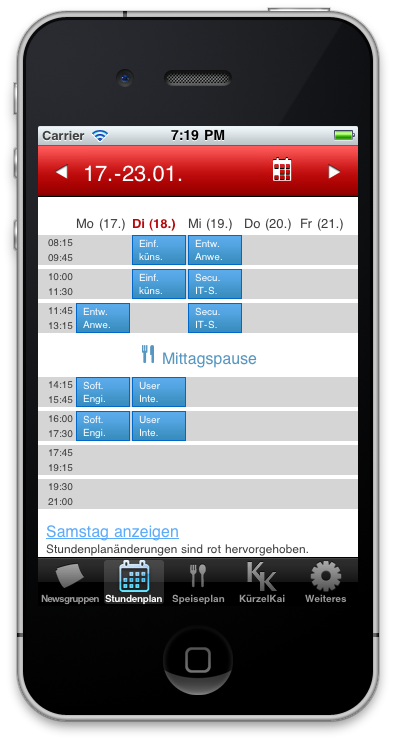 Carrier 7:19 PM
17.-23.01.
Mo (17.) Di (18.) Mi (19.) Do (20.) Fr (21.)
08:15 Einf. Entw.
09:45 küns. Anwe.
10:00 Einf. Secu.
11:30 küns. IT-S.
11:45 Entw. Secu.
13:15 Anwe. IT-S.
Mittagspause
14:15 Soft. User
15:45 Engi. Inte.
16:00 Soft. User
17:30 Engi. Inte.
17:45
19:15
19:30
21:00
Samstag anzeigen
Stundenplanänderungen sind rot hervorgehoben.
KK
Newsgruppen Stundenplan Speiseplan KürzelKai Weiteres